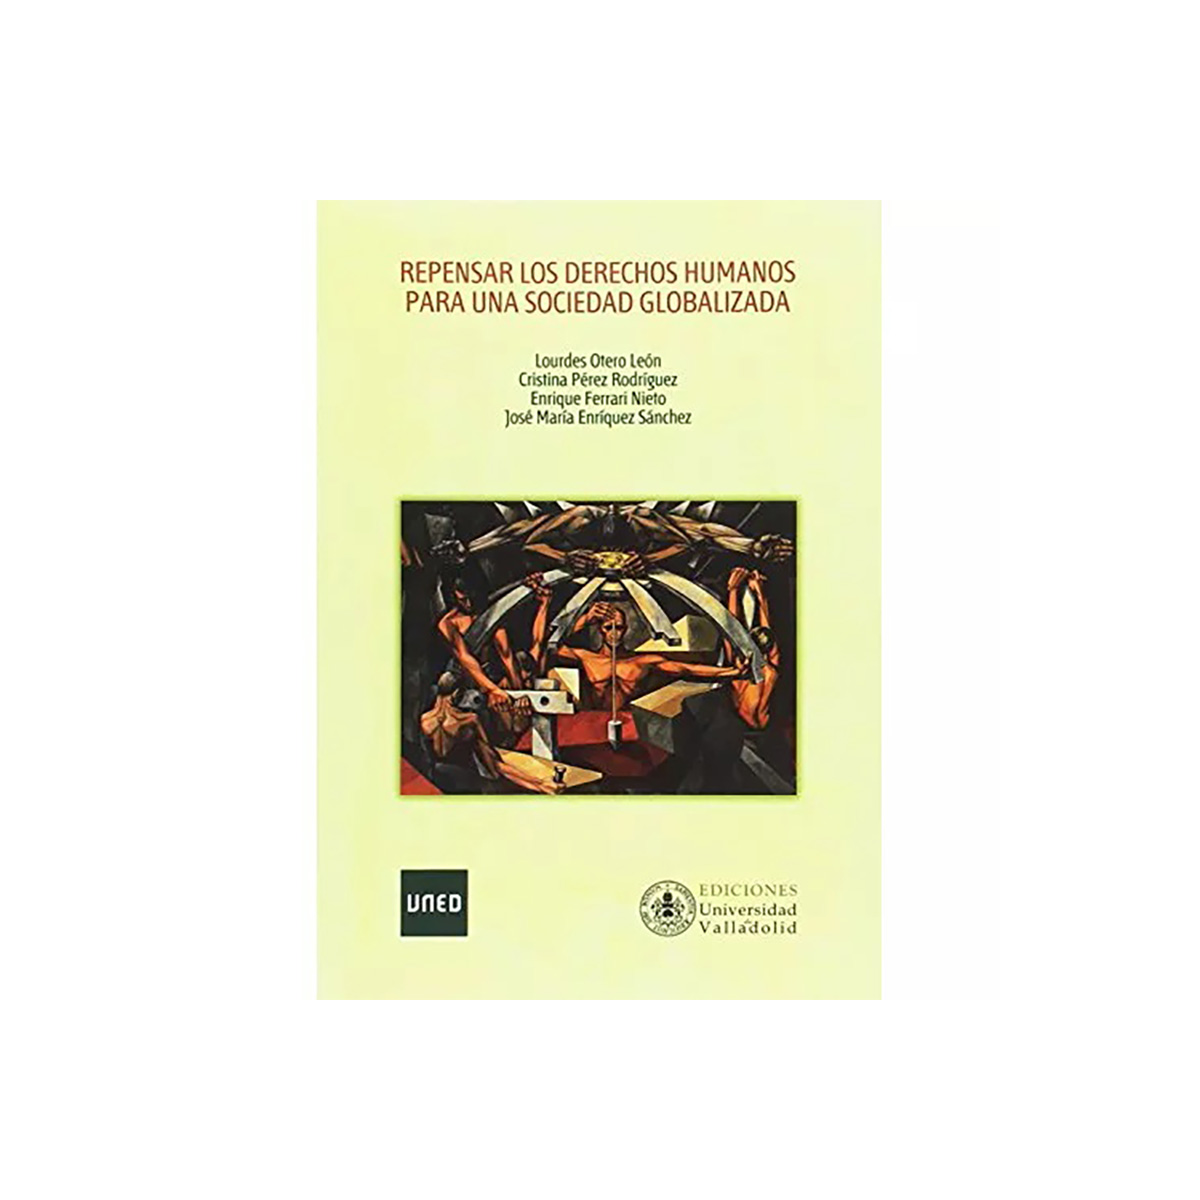 REPENSAR LOS DERECHOS HUMANOS
PARA UNA SOCIEDAD GLOBALIZADA
Lourdes Otero León
Cristina Pérez Rodríguez
Enrique Ferrari Nieto
José María Enríquez Sánchez
UNED
EDICIONES
Universidad
de
Valladolid